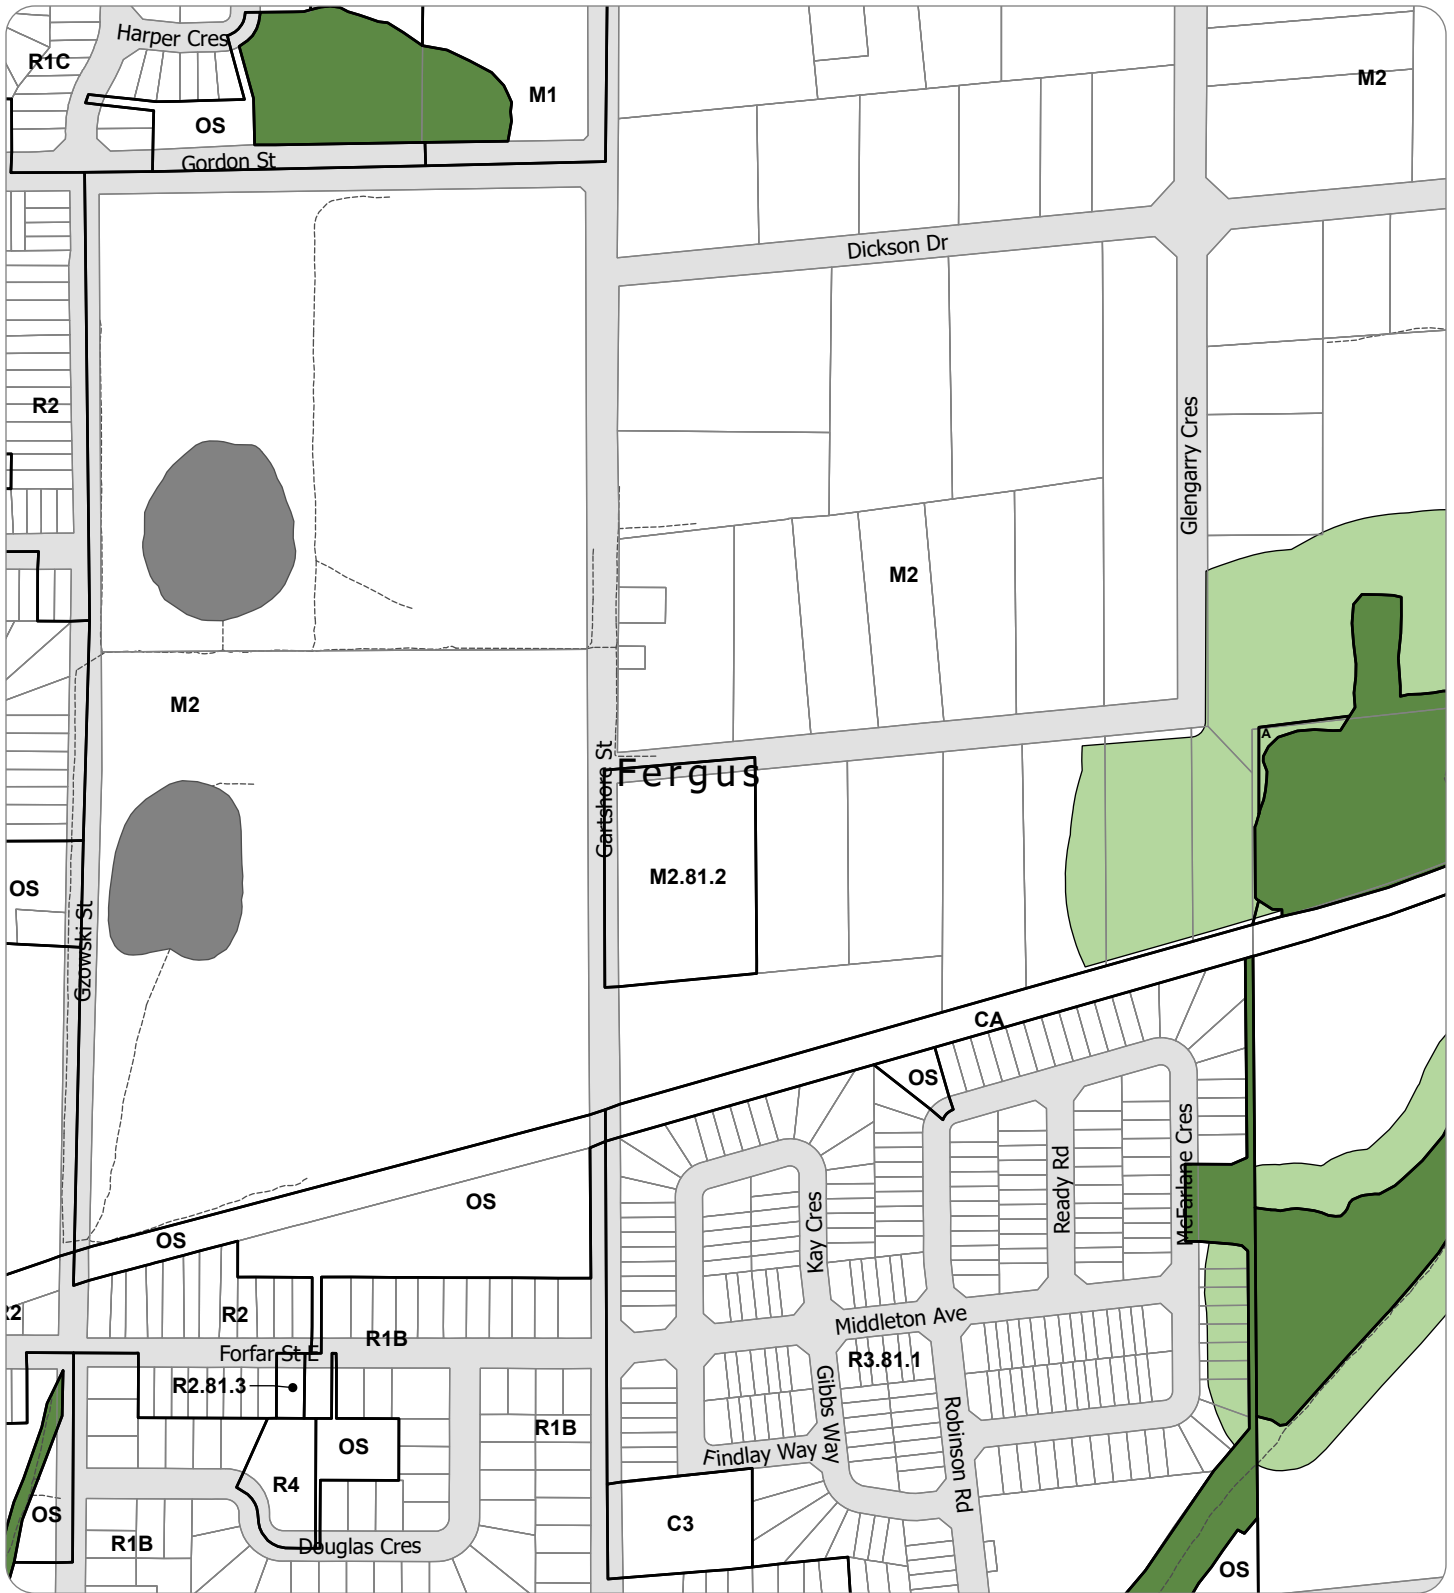 Harper Cres
R1C
M2
M1
OS
Gordon St
Dickson Dr
R2
Glengarry Cres
M2
M2
A
Gartshore St
Fergus
M2.81.2
OS
Gzowski St
CA
OS
McFarlane Cres
Ready Rd
OS
Kay Cres
OS
R2
R2
Middleton Ave
R1B
Forfar St E
R3.81.1
R2.81.3
Gibbs Way
Robinson Rd
R1B
OS
Findlay Way
R4
OS
C3
R1B
Douglas Cres
OS